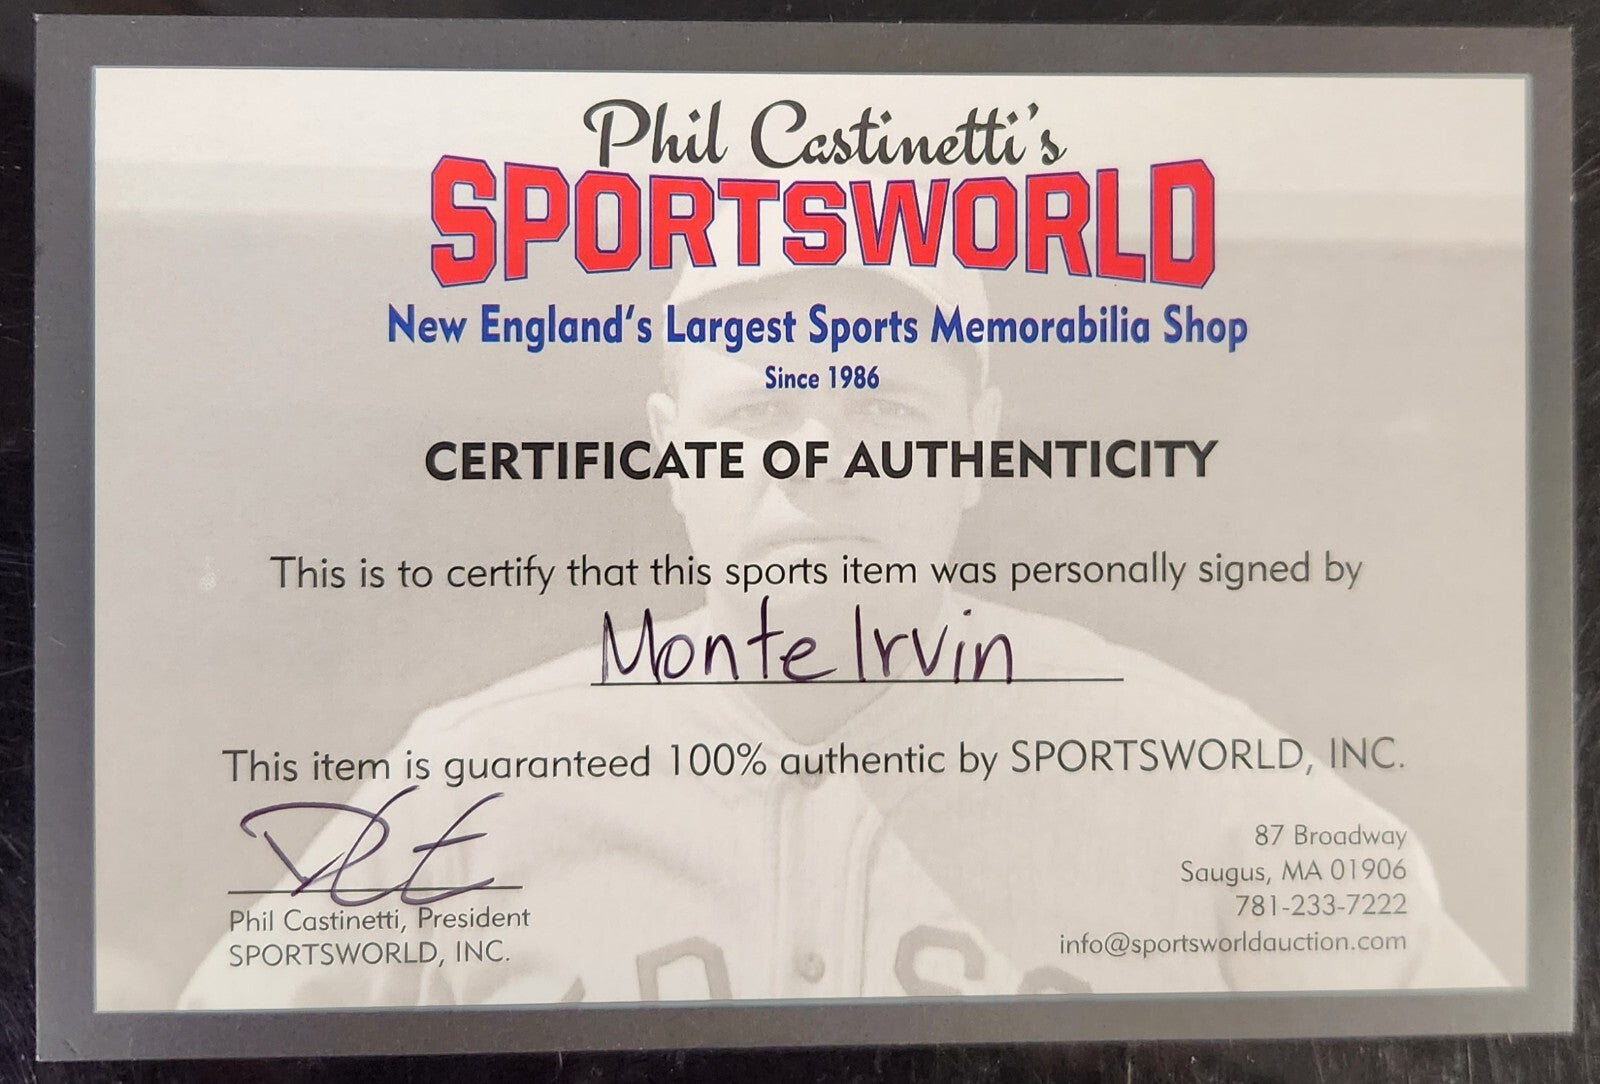 Phil Castinetti's
SPORTSWORLD
New England's Largest Sports Memorabilia Shop
Since 1986
CERTIFICATE OF AUTHENTICITY
This is to certify that this sports item was personally signed by
Monte Irvin
This item is guaranteed 100% authentic by SPORTSWORLD, INC.
Phil Castinetti, President
SPORTSWORLD, INC.
87 Broadway
Saugus, MA 01906
781-233-7222
info@sportsworldauction.com